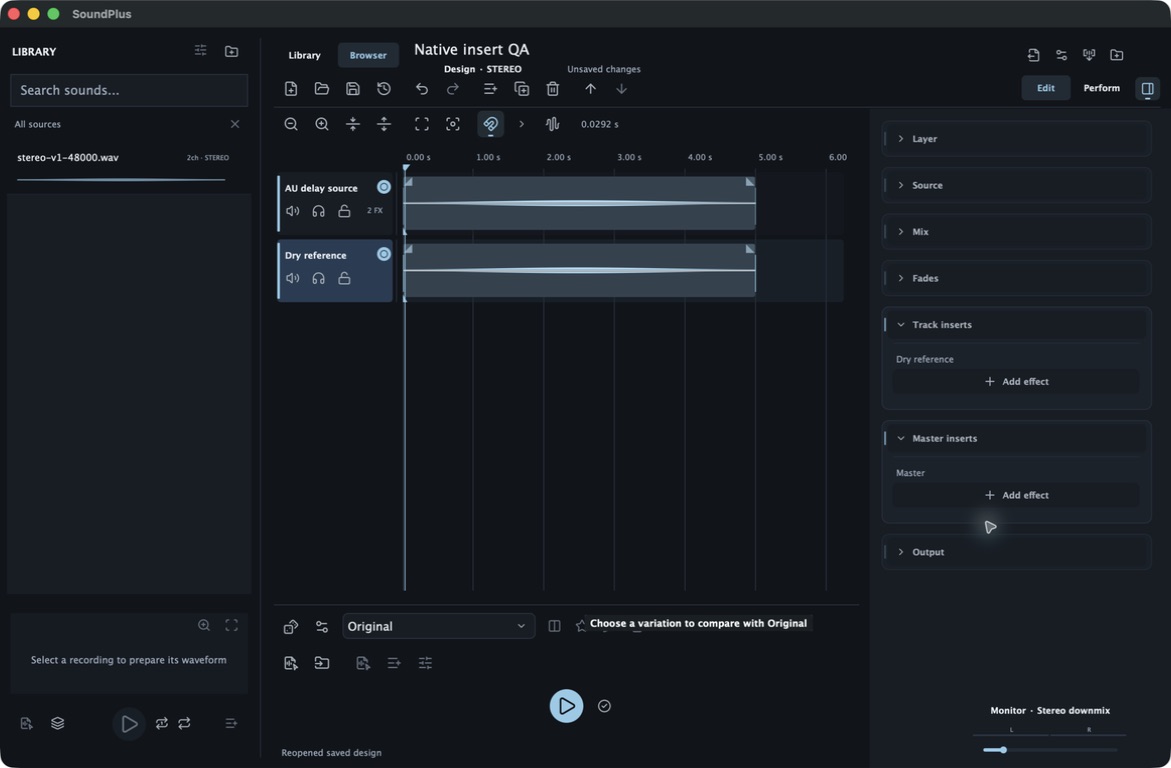 SoundPlus
LIBRARY
Search sounds...
All sources
stereo-v1-48000.wav
2ch · STEREO
Select a recording to prepare its waveform
Library
Browser
Native insert QA
Design · STEREO
Unsaved changes
0.0292 s
0.00 s 1.00 s 2.00 s 3.00 s 4.00 s 5.00 s 6.00
AU delay source
2 FX
Dry reference
Original
Choose a variation to compare with Original
Reopened saved design
Edit
Perform
Layer
Source
Mix
Fades
Track inserts
Dry reference
Add effect
Master inserts
Master
Add effect
Output
Monitor · Stereo downmix
L R